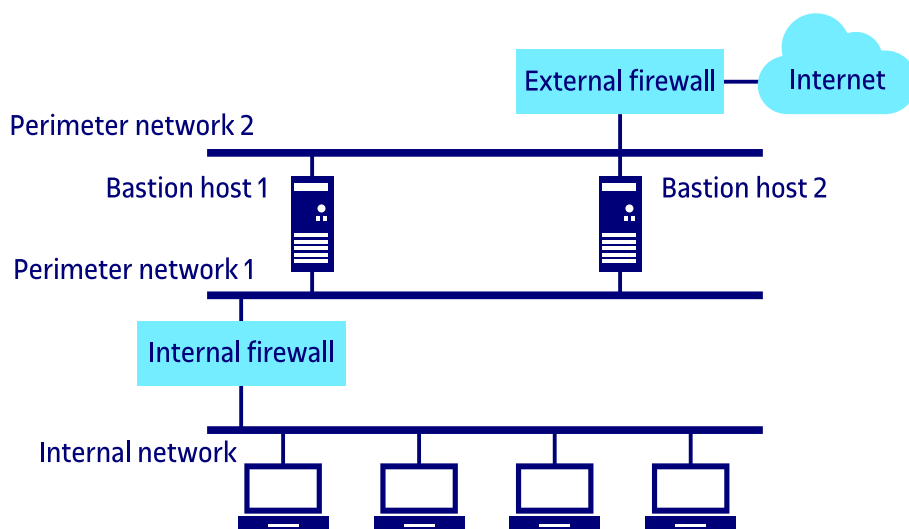 External firewall
Internet
Perimeter network 2
Bastion host 1
Bastion host 2
Perimeter network 1
Internal firewall
Internal network